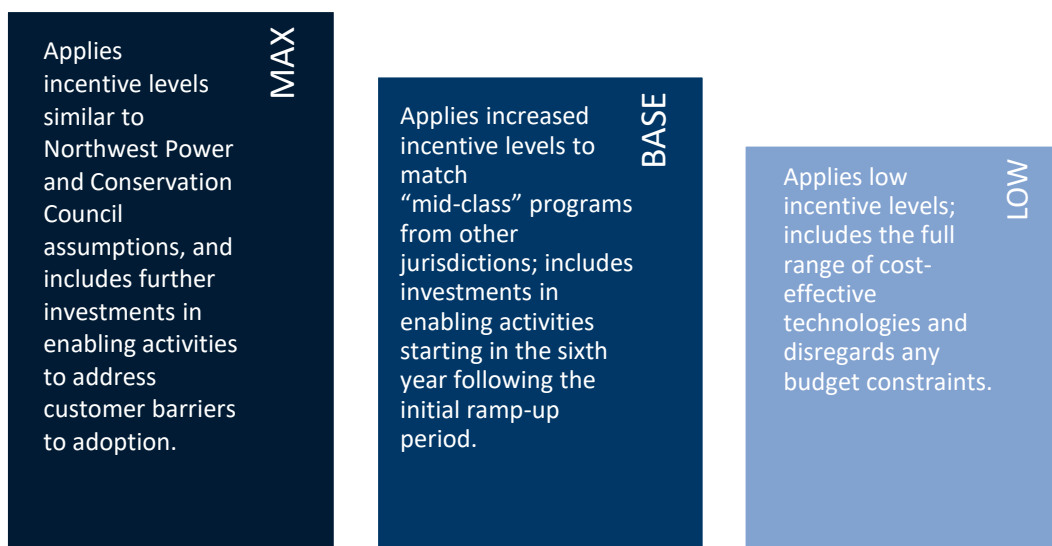 MAX
Applies
incentive levels
similar to
Northwest Power
and Conservation
Council
assumptions, and
includes further
investments in
enabling activities
to address
customer barriers
to adoption.
BASE
Applies increased
incentive levels to
match
“mid-class” programs
from other
jurisdictions; includes
investments in
enabling activities
starting in the sixth
year following the
initial ramp-up
period.
LOW
Applies low
incentive levels;
includes the full
range of cost-
effective
technologies and
disregards any
budget constraints.